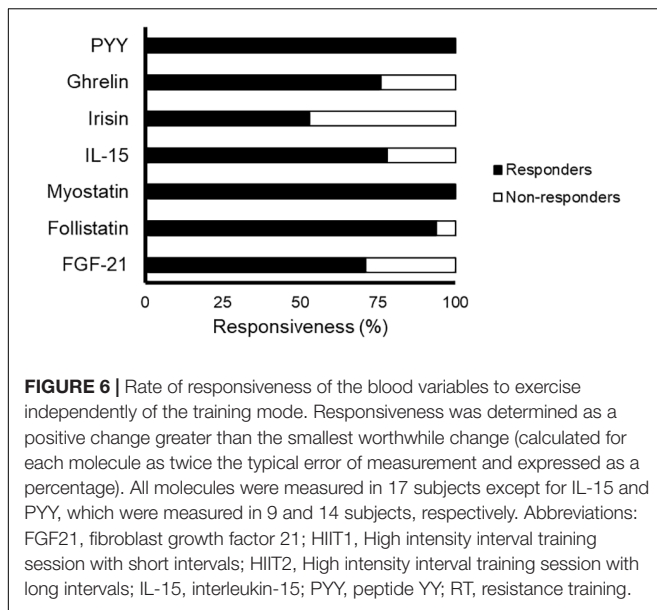 PYY
Ghrelin
Irisin
IL-15
Myostatin
Follistatin
FGF-21
Responders
Non-responders
0 25 50 75 100
Responsiveness (%)
FIGURE 6 | Rate of responsiveness of the blood variables to exercise
independently of the training mode. Responsiveness was determined as a
positive change greater than the smallest worthwhile change (calculated for
each molecule as twice the typical error of measurement and expressed as a
percentage). All molecules were measured in 17 subjects except for IL-15 and
PYY, which were measured in 9 and 14 subjects, respectively. Abbreviations:
FGF21, fibroblast growth factor 21; HIIT1, High intensity interval training
session with short intervals; HIIT2, High intensity interval training session with
long intervals; IL-15, interleukin-15; PYY, peptide YY; RT, resistance training.